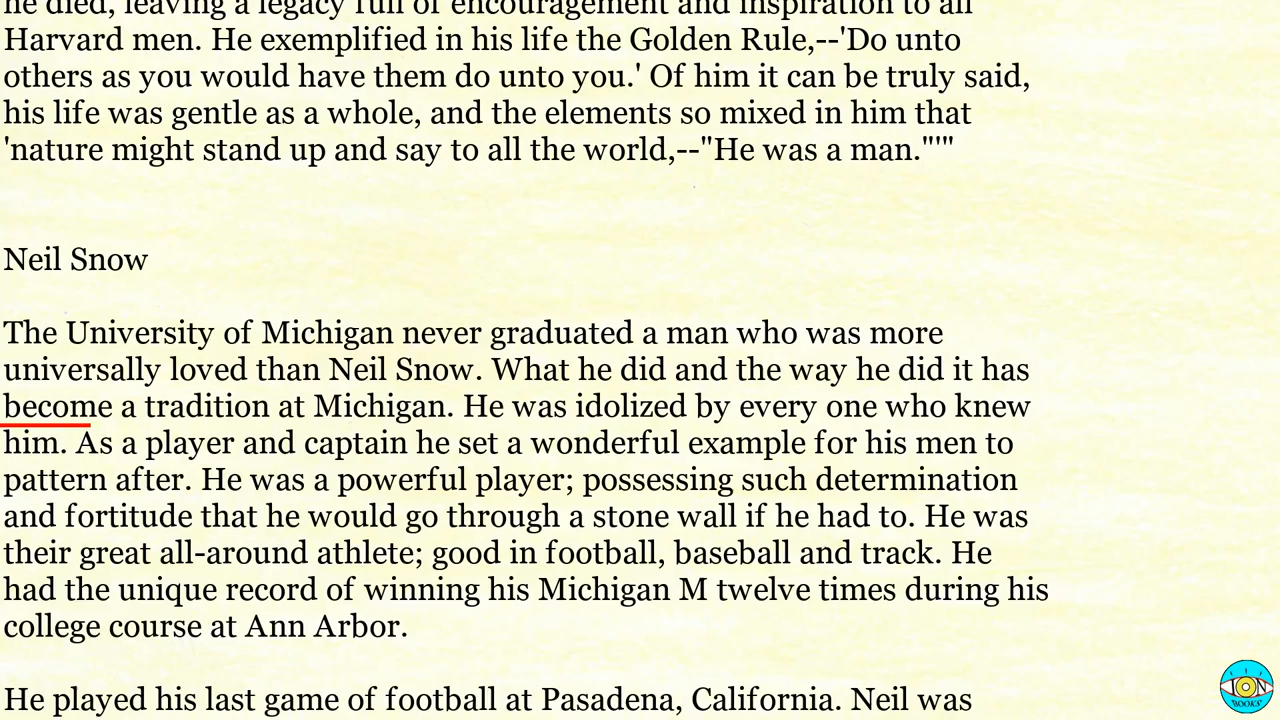 he died, leaving a legacy full of encouragement and inspiration to all
Harvard men. He exemplified in his life the Golden Rule,--'Do unto
others as you would have them do unto you.' Of him it can be truly said,
his life was gentle as a whole, and the elements so mixed in him that
'nature might stand up and say to all the world,--"He was a man."'"
Neil Snow
The University of Michigan never graduated a man who was more
universally loved than Neil Snow. What he did and the way he did it has
become a tradition at Michigan. He was idolized by every one who knew
him. As a player and captain he set a wonderful example for his men to
pattern after. He was a powerful player; possessing such determination
and fortitude that he would go through a stone wall if he had to. He was
their great all-around athlete; good in football, baseball and track. He
had the unique record of winning his Michigan M twelve times during his
college course at Ann Arbor.
He played his last game of football at Pasadena, California. Neil was
ION
BOOKS